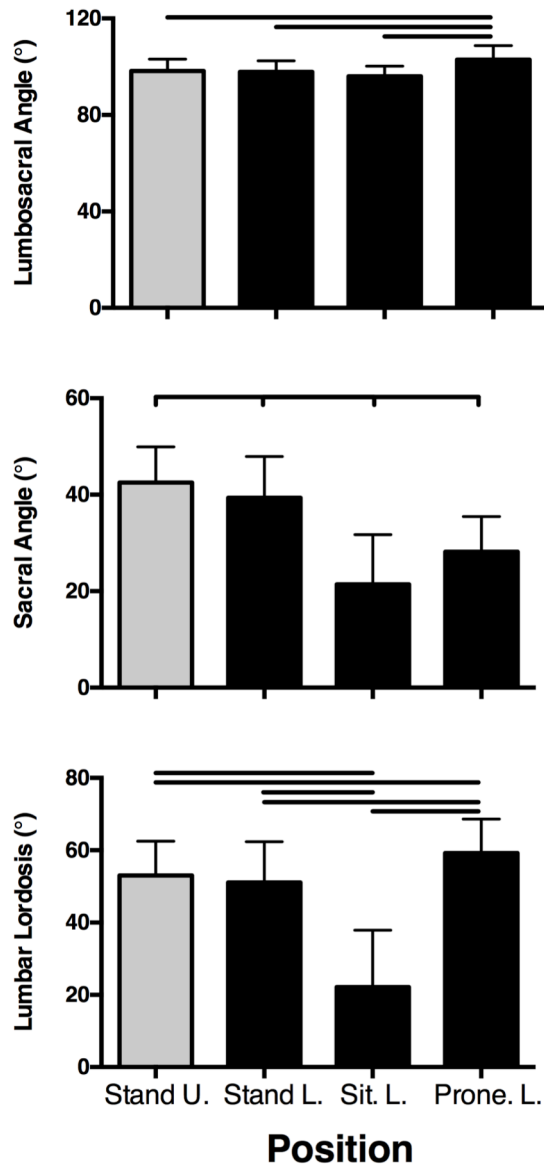 Lumbosacral Angle (°)
120
80
40
0
Sacral Angle (°)
60
40
20
0
Lumbar Lordosis (°)
80
60
40
20
0
Stand U. Stand L. Sit. L. Prone. L.
Position